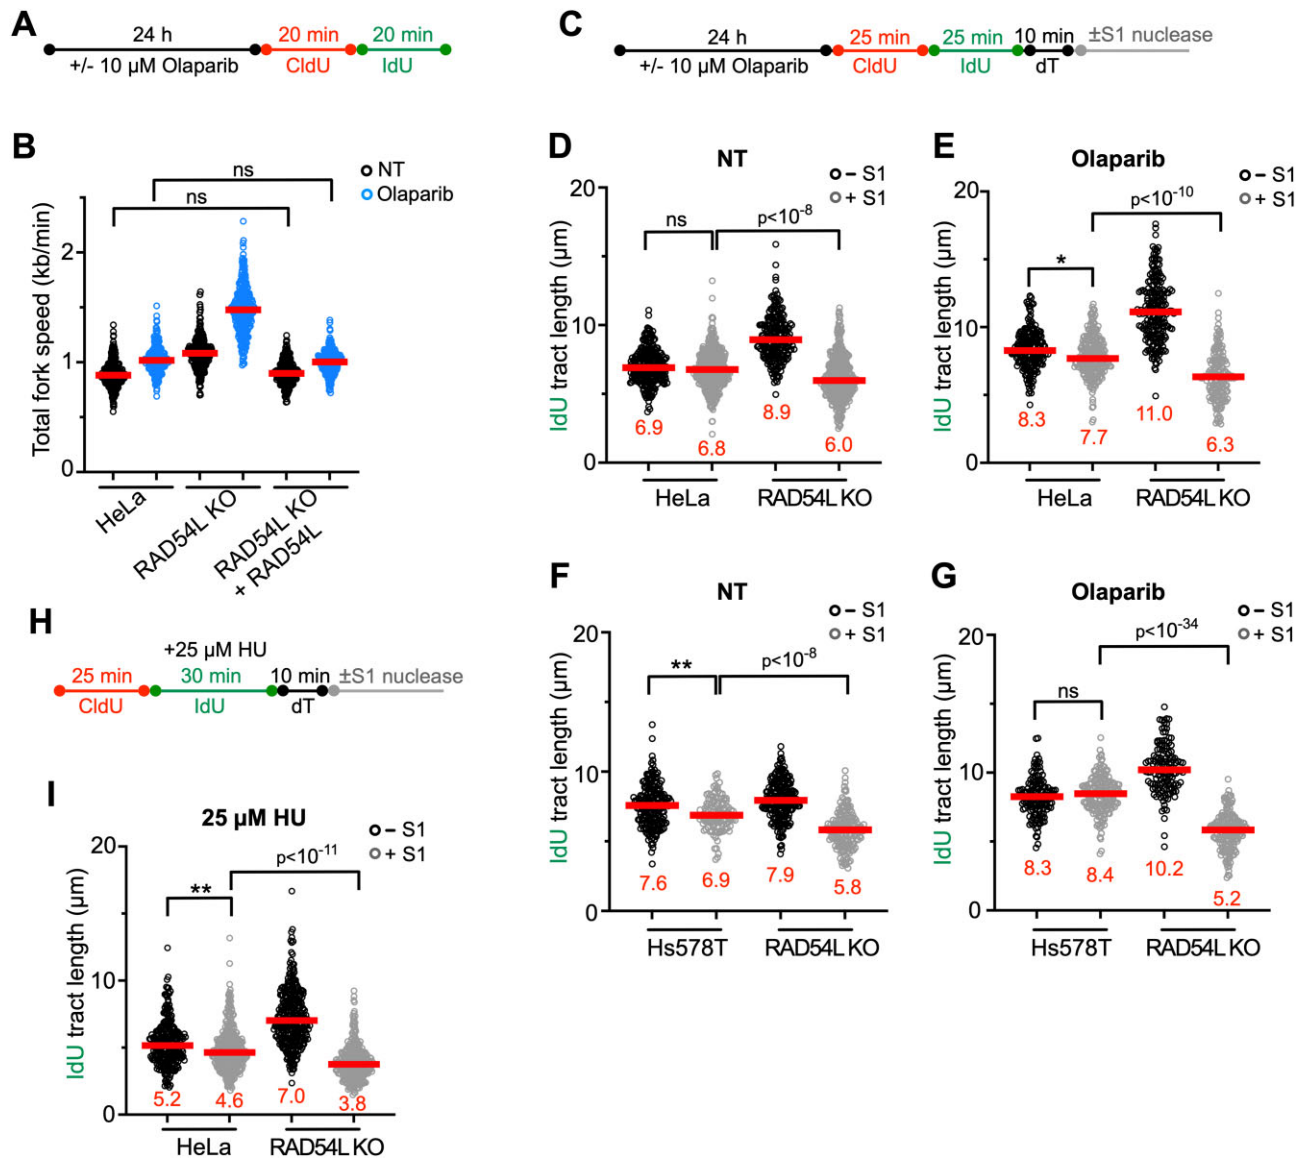 A
24 h
20 min
20 min
+/- 10 µM Olaparib
CldU
IdU
C
24 h
25 min
25 min
10 min
±S1 nuclease
+/- 10 µM Olaparib
CldU
IdU
dT
B
NT
Olaparib
ns
ns
Total fork speed (kb/min)
2
1
0
HeLa
RAD54L KO
RAD54L KO
+ RAD54L
D
NT
− S1
+ S1
ns
p<10⁻⁸
IdU tract length (µm)
20
10
0
6.9
6.8
8.9
6.0
HeLa
RAD54L KO
E
Olaparib
− S1
+ S1
*
p<10⁻¹⁰
IdU tract length (µm)
20
10
0
8.3
7.7
11.0
6.3
HeLa
RAD54L KO
F
NT
− S1
+ S1
**
p<10⁻⁸
IdU tract length (µm)
20
10
0
7.6
6.9
7.9
5.8
Hs578T
RAD54L KO
G
Olaparib
− S1
+ S1
ns
p<10⁻³⁴
IdU tract length (µm)
20
10
0
8.3
8.4
10.2
5.2
Hs578T
RAD54L KO
H
+25 µM HU
25 min
30 min
10 min
±S1 nuclease
CldU
IdU
dT
I
25 µM HU
− S1
+ S1
**
p<10⁻¹¹
IdU tract length (µm)
20
10
0
5.2
4.6
7.0
3.8
HeLa
RAD54L KO